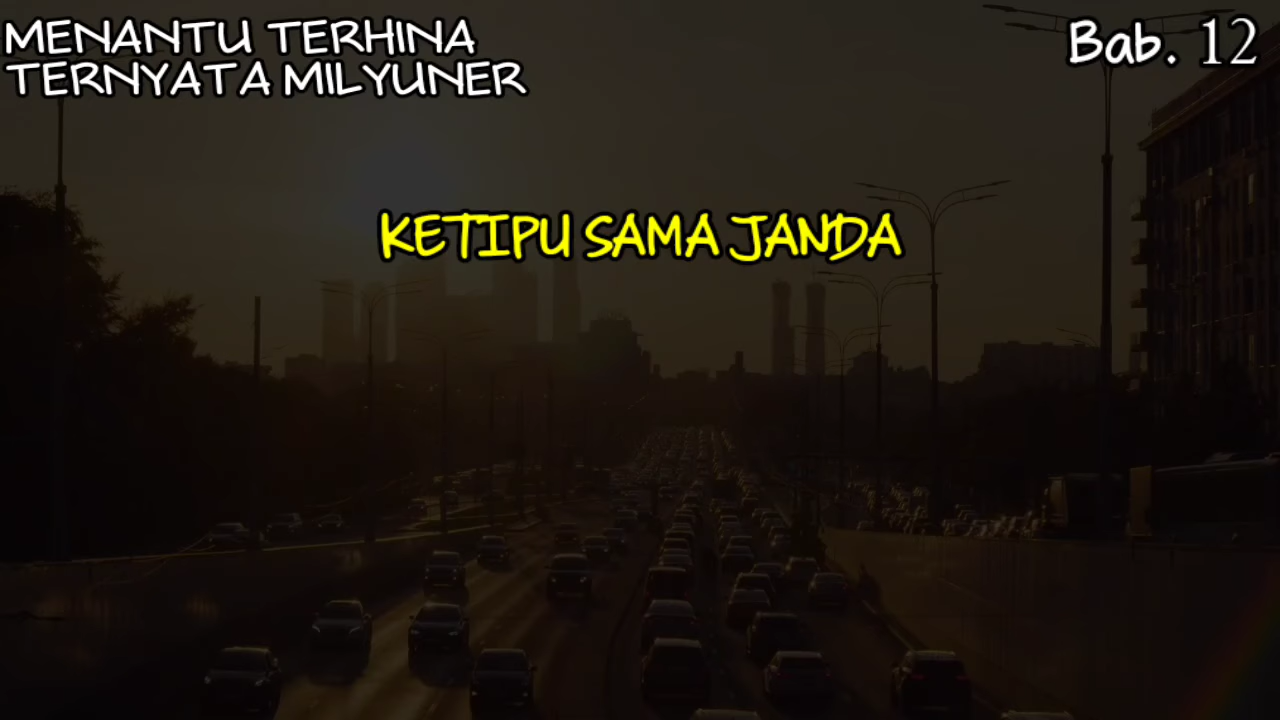 MENANTU TERHINA
TERNYATA MILYUNER
Bab. 12
KETIPU SAMA JANDA